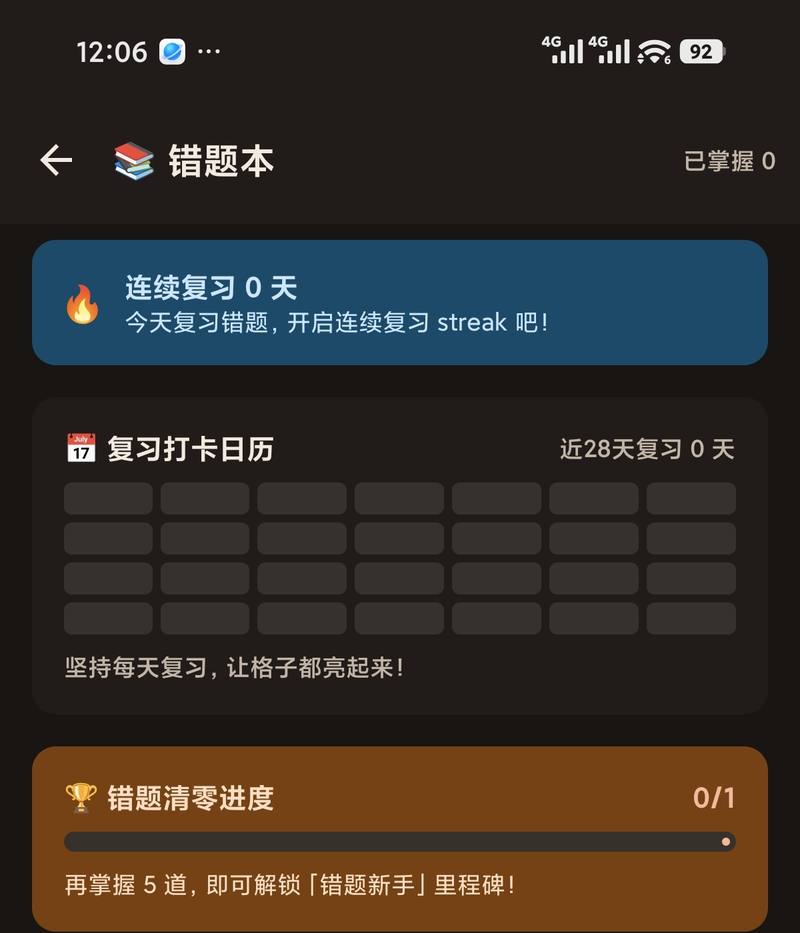 12:06 ...
4G 4G 6 92
错题本
已掌握 0
连续复习 0 天
今天复习错题，开启连续复习 streak 吧！
July
17
复习打卡日历
近28天复习 0 天
坚持每天复习，让格子都亮起来！
错题清零进度
0/1
再掌握 5 道，即可解锁「错题新手」里程碑！